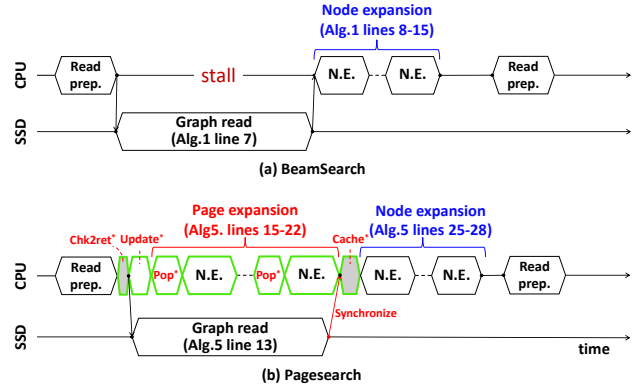 Node expansion
(Alg.1 lines 8-15)
CPU
Read
prep.
stall
N.E.
N.E.
Read
prep.
SSD
Graph read
(Alg.1 line 7)
(a) BeamSearch
Page expansion
(Alg5. lines 15-22)
Node expansion
(Alg.5 lines 25-28)
Chk2ret*
Update*
Cache*
CPU
Read
prep.
Pop*
N.E.
Pop*
N.E.
N.E.
N.E.
Read
prep.
Synchronize
SSD
Graph read
(Alg.5 line 13)
time
(b) Pagesearch